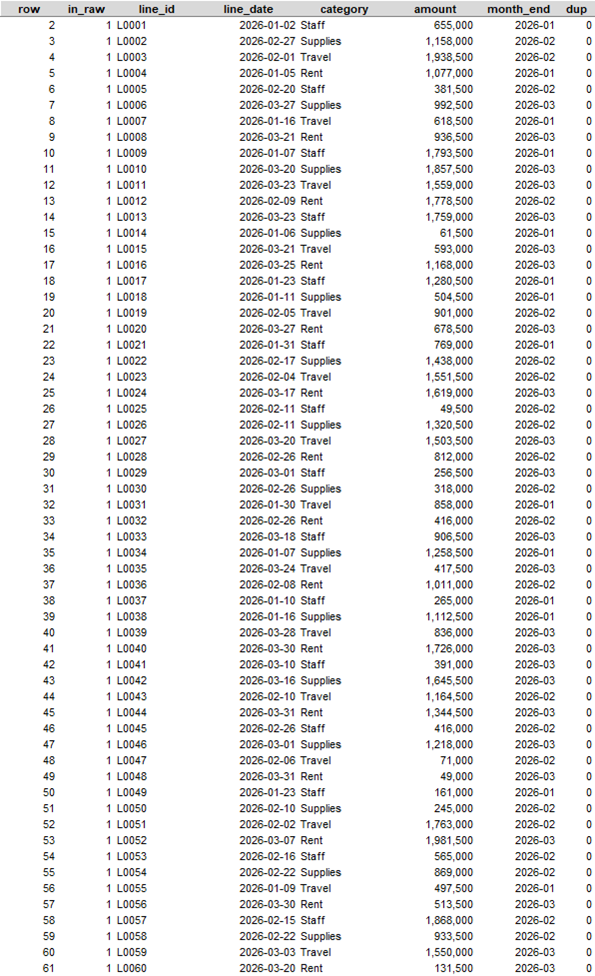 row in_raw line_id line_date category amount month_end dup
2 1 L0001 2026-01-02 Staff 655,000 2026-01 0
3 1 L0002 2026-02-27 Supplies 1,158,000 2026-02 0
4 1 L0003 2026-02-01 Travel 1,938,500 2026-02 0
5 1 L0004 2026-01-05 Rent 1,077,000 2026-01 0
6 1 L0005 2026-02-20 Staff 381,500 2026-02 0
7 1 L0006 2026-03-27 Supplies 992,500 2026-03 0
8 1 L0007 2026-01-16 Travel 618,500 2026-01 0
9 1 L0008 2026-03-21 Rent 936,500 2026-03 0
10 1 L0009 2026-01-07 Staff 1,793,500 2026-01 0
11 1 L0010 2026-03-20 Supplies 1,857,500 2026-03 0
12 1 L0011 2026-03-23 Travel 1,559,000 2026-03 0
13 1 L0012 2026-02-09 Rent 1,778,500 2026-02 0
14 1 L0013 2026-03-23 Staff 1,759,000 2026-03 0
15 1 L0014 2026-01-06 Supplies 61,500 2026-01 0
16 1 L0015 2026-03-21 Travel 593,000 2026-03 0
17 1 L0016 2026-03-25 Rent 1,168,000 2026-03 0
18 1 L0017 2026-01-23 Staff 1,280,500 2026-01 0
19 1 L0018 2026-01-11 Supplies 504,500 2026-01 0
20 1 L0019 2026-02-05 Travel 901,000 2026-02 0
21 1 L0020 2026-03-27 Rent 678,500 2026-03 0
22 1 L0021 2026-01-31 Staff 769,000 2026-01 0
23 1 L0022 2026-02-17 Supplies 1,438,000 2026-02 0
24 1 L0023 2026-02-04 Travel 1,551,500 2026-02 0
25 1 L0024 2026-03-17 Rent 1,619,000 2026-03 0
26 1 L0025 2026-02-11 Staff 49,500 2026-02 0
27 1 L0026 2026-02-11 Supplies 1,320,500 2026-02 0
28 1 L0027 2026-03-20 Travel 1,503,500 2026-03 0
29 1 L0028 2026-02-26 Rent 812,000 2026-02 0
30 1 L0029 2026-03-01 Staff 256,500 2026-03 0
31 1 L0030 2026-02-26 Supplies 318,000 2026-02 0
32 1 L0031 2026-01-30 Travel 858,000 2026-01 0
33 1 L0032 2026-02-26 Rent 416,000 2026-02 0
34 1 L0033 2026-03-18 Staff 906,500 2026-03 0
35 1 L0034 2026-01-07 Supplies 1,258,500 2026-01 0
36 1 L0035 2026-03-24 Travel 417,500 2026-03 0
37 1 L0036 2026-02-08 Rent 1,011,000 2026-02 0
38 1 L0037 2026-01-10 Staff 265,000 2026-01 0
39 1 L0038 2026-01-16 Supplies 1,112,500 2026-01 0
40 1 L0039 2026-03-28 Travel 836,000 2026-03 0
41 1 L0040 2026-03-30 Rent 1,726,000 2026-03 0
42 1 L0041 2026-03-10 Staff 391,000 2026-03 0
43 1 L0042 2026-03-16 Supplies 1,645,500 2026-03 0
44 1 L0043 2026-02-10 Travel 1,164,500 2026-02 0
45 1 L0044 2026-03-31 Rent 1,344,500 2026-03 0
46 1 L0045 2026-02-26 Staff 416,000 2026-02 0
47 1 L0046 2026-03-01 Supplies 1,218,000 2026-03 0
48 1 L0047 2026-02-06 Travel 71,000 2026-02 0
49 1 L0048 2026-03-31 Rent 49,000 2026-03 0
50 1 L0049 2026-01-23 Staff 161,000 2026-01 0
51 1 L0050 2026-02-10 Supplies 245,000 2026-02 0
52 1 L0051 2026-02-02 Travel 1,763,000 2026-02 0
53 1 L0052 2026-03-07 Rent 1,981,500 2026-03 0
54 1 L0053 2026-02-16 Staff 565,000 2026-02 0
55 1 L0054 2026-02-22 Supplies 869,000 2026-02 0
56 1 L0055 2026-01-09 Travel 497,500 2026-01 0
57 1 L0056 2026-03-30 Rent 513,500 2026-03 0
58 1 L0057 2026-02-15 Staff 1,868,000 2026-02 0
59 1 L0058 2026-02-22 Supplies 933,500 2026-02 0
60 1 L0059 2026-03-03 Travel 1,550,000 2026-03 0
61 1 L0060 2026-03-20 Rent 131,500 2026-03 0